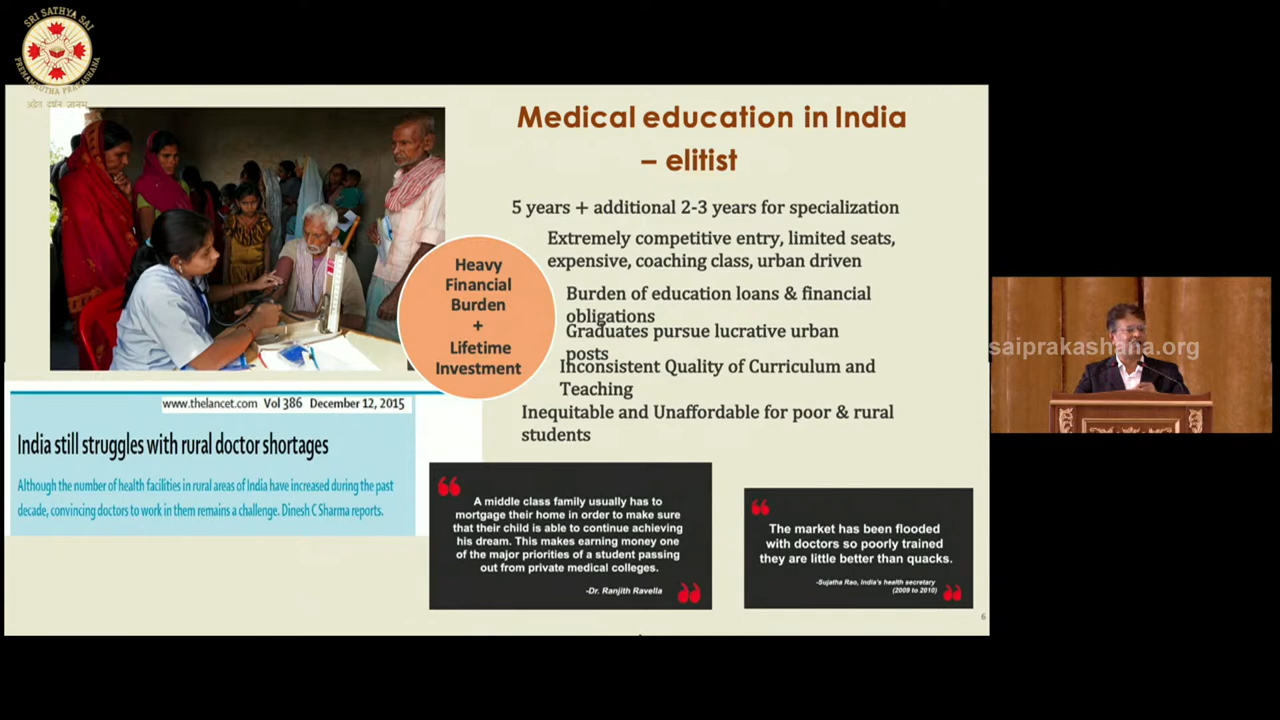 SRI SATHYA SAI
PREMAMRUTHA PRAKASHANA
अद्वैत दर्शन ज्ञानम्
Medical education in India
– elitist
5 years + additional 2-3 years for specialization
Extremely competitive entry, limited seats,
expensive, coaching class, urban driven
Heavy
Financial
Burden
+
Lifetime
Investment
Burden of education loans & financial
obligations
Graduates pursue lucrative urban
posts
Inconsistent Quality of Curriculum and
Teaching
Inequitable and Unaffordable for poor & rural
students
www.thelancet.com Vol 386 December 12, 2015
India still struggles with rural doctor shortages
Although the number of health facilities in rural areas of India have increased during the past
decade, convincing doctors to work in them remains a challenge. Dinesh C Sharma reports.
A middle class family usually has to
mortgage their home in order to make sure
that their child is able to continue achieving
his dream. This makes earning money one
of the major priorities of a student passing
out from private medical colleges.
-Dr. Ranjith Ravella
The market has been flooded
with doctors so poorly trained
they are little better than quacks.
-Sujatha Rao, India's health secretary
(2009 to 2010)
6
saiprakashana.org